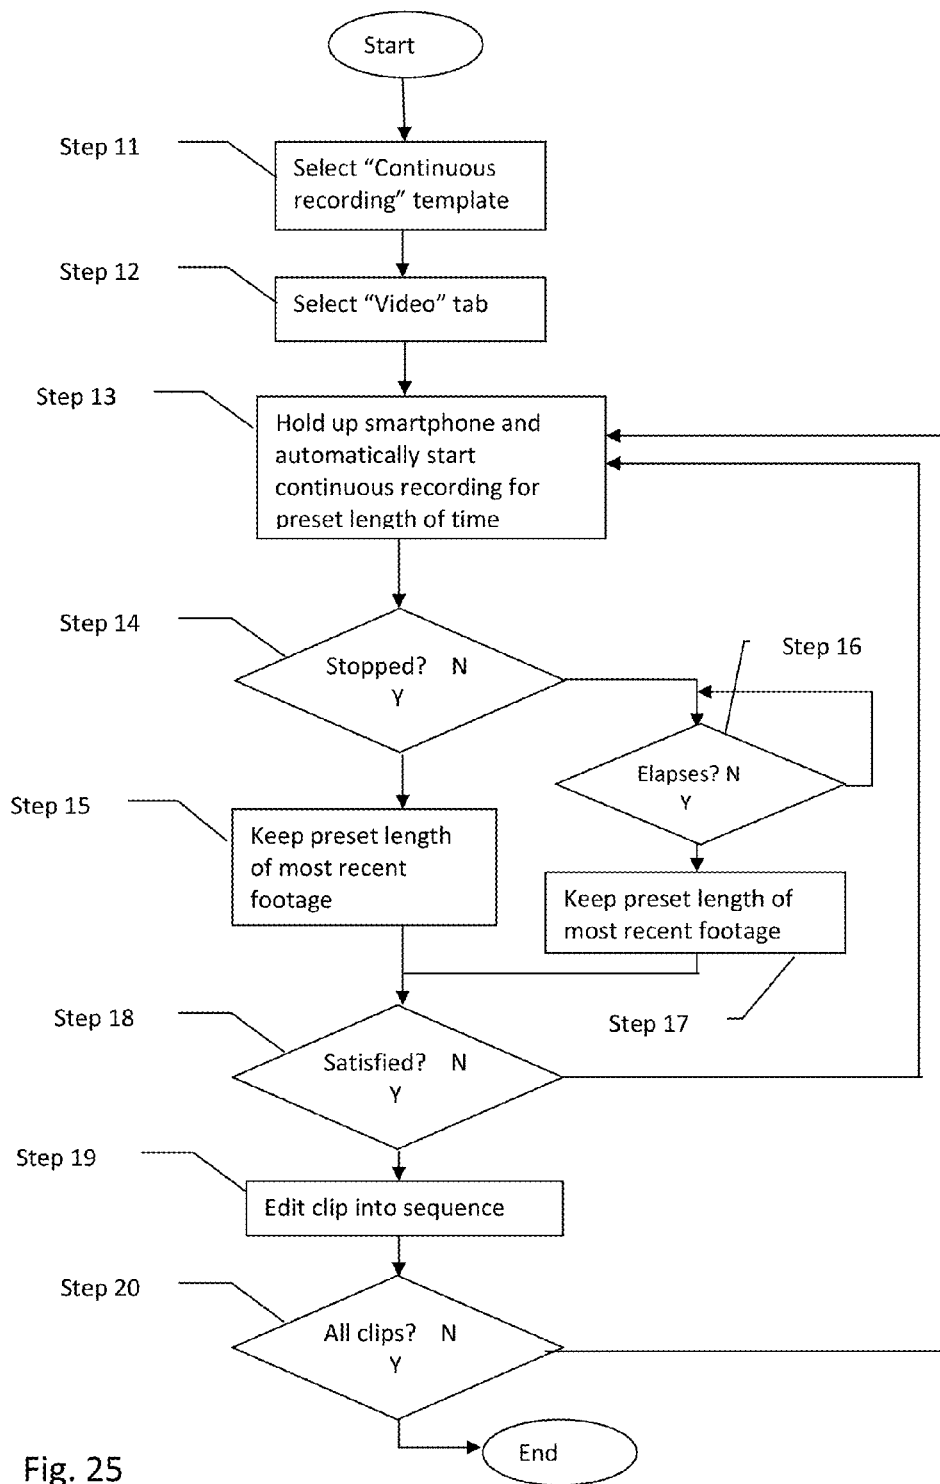 Start
Step 11
Select “Continuous
recording” template
Step 12
Select “Video” tab
Step 13
Hold up smartphone and
automatically start
continuous recording for
preset length of time
Step 14
Stopped? N
Y
Step 16
Elapses? N
Y
Step 15
Keep preset length
of most recent
footage
Keep preset length of
most recent footage
Step 17
Step 18
Satisfied? N
Y
Step 19
Edit clip into sequence
Step 20
All clips? N
Y
End
Fig. 25